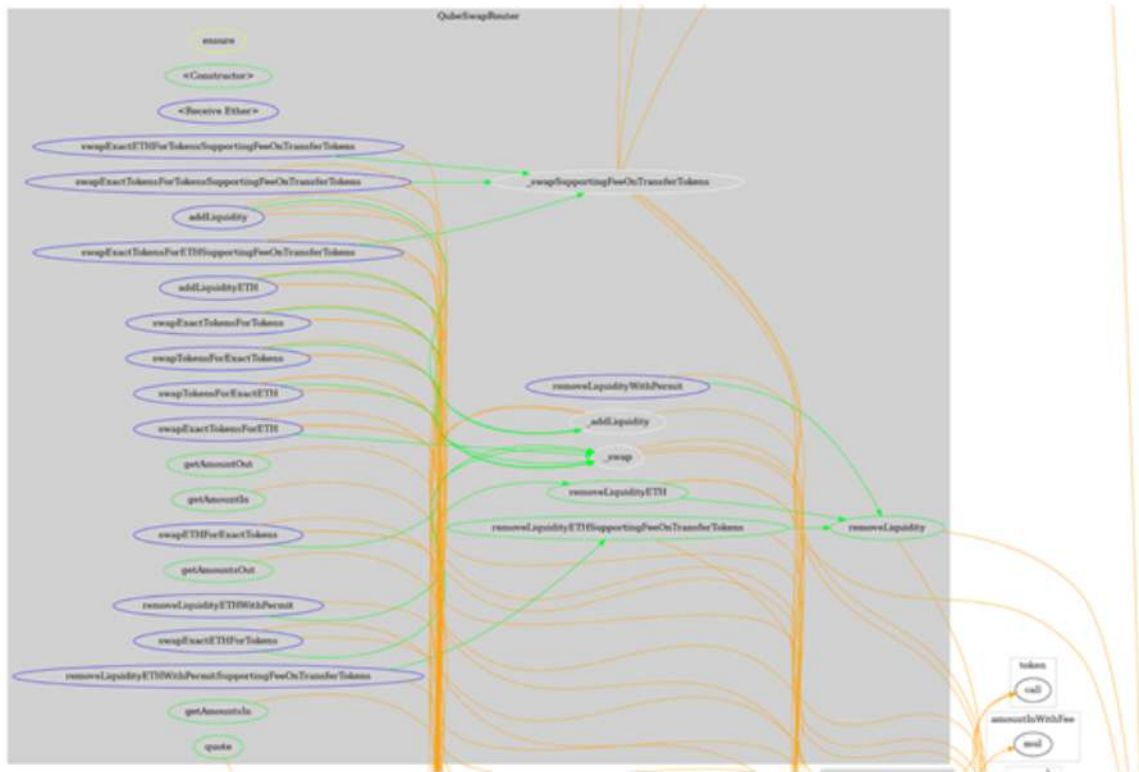 QubeSwapRouter
ensure
<Constructor>
<Receive Ether>
swapExactETHForTokensSupportingFeeOnTransferTokens
swapExactTokensForTokensSupportingFeeOnTransferTokens
_swapSupportingFeeOnTransferTokens
addLiquidity
swapExactTokensForETHSupportingFeeOnTransferTokens
addLiquidityETH
swapExactTokensForTokens
swapTokensForExactTokens
swapTokensForExactETH
removeLiquidityWithPermit
_addLiquidity
swapExactTokensForETH
_swap
getAmountOut
removeLiquidityETH
getAmountIn
removeLiquidityETHSupportingFeeOnTransferTokens
removeLiquidity
swapETHForExactTokens
getAmountsOut
removeLiquidityETHWithPermit
swapExactETHForTokens
token
removeLiquidityETHWithPermitSupportingFeeOnTransferTokens
call
getAmountsIn
amountInWithFee
quote
mul